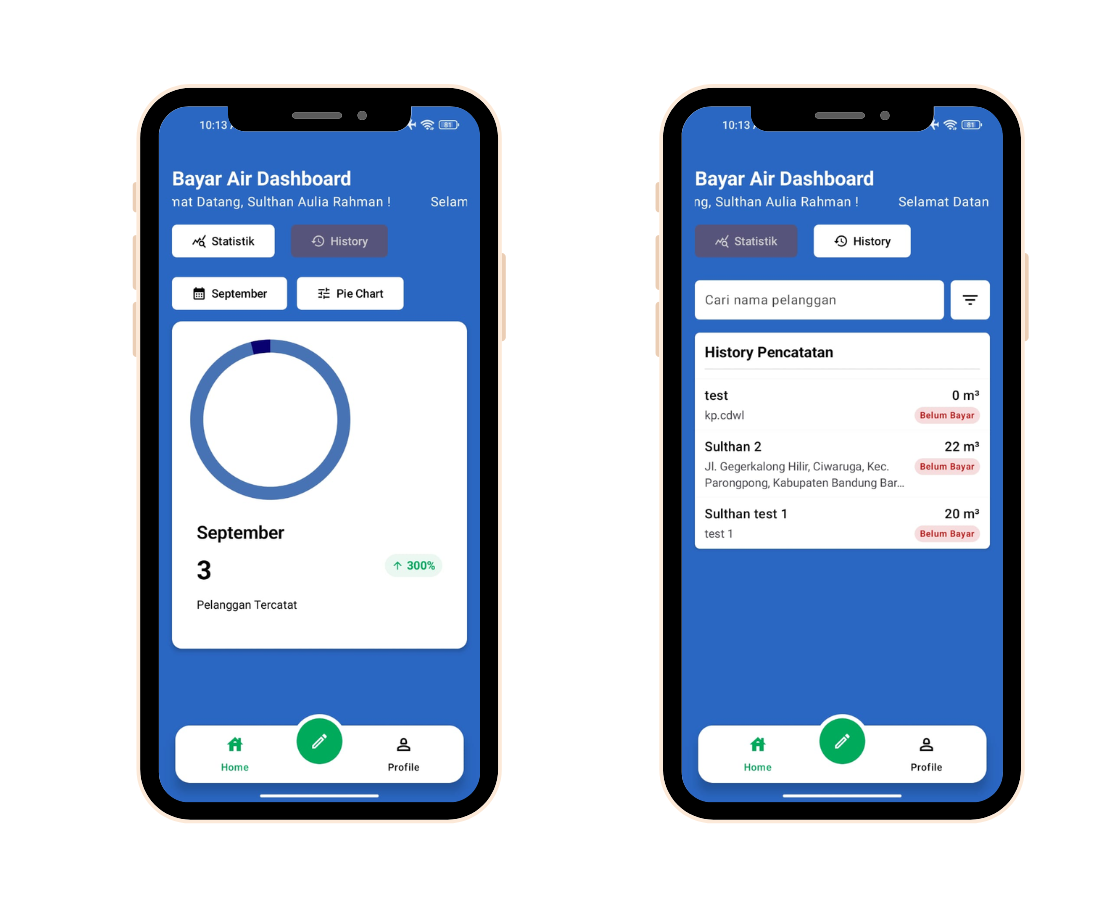 10:13
81
Bayar Air Dashboard
mat Datang, Sulthan Aulia Rahman !
Selam
Statistik
History
September
Pie Chart
September
3
300%
Pelanggan Tercatat
Home
Profile
10:13
81
Bayar Air Dashboard
ng, Sulthan Aulia Rahman !
Selamat Datan
Statistik
History
Cari nama pelanggan
History Pencatatan
test
0 m³
kp.cdwl
Belum Bayar
Sulthan 2
22 m³
Jl. Gegerkalong Hilir, Ciwaruga, Kec.
Belum Bayar
Parongpong, Kabupaten Bandung Bar...
Sulthan test 1
20 m³
test 1
Belum Bayar
Home
Profile